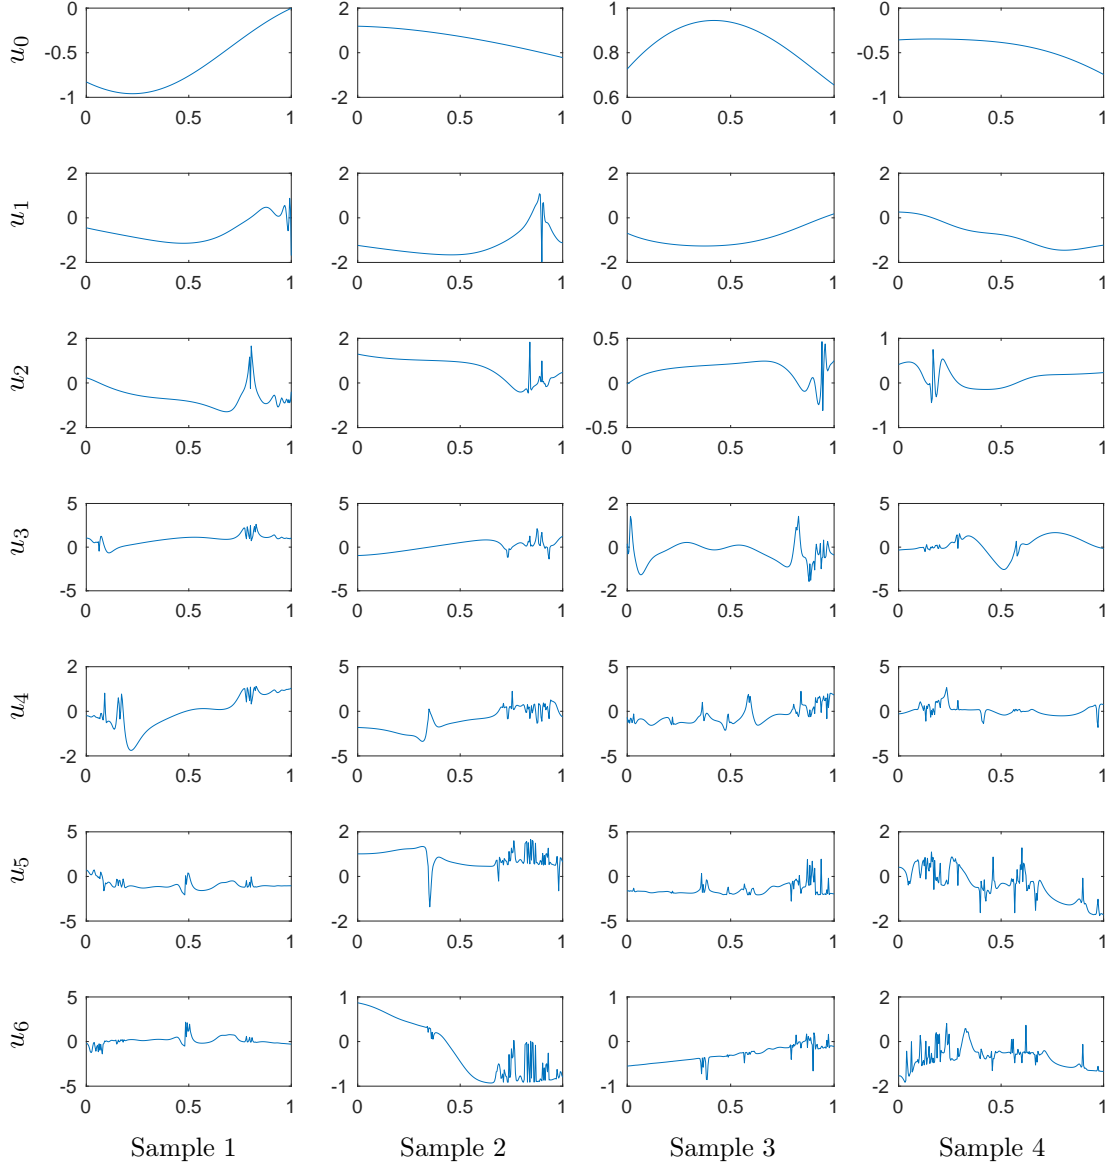 0 2 1 0
u0
-0.5 0 0.8 -0.5
-1 -2 0.6 -1
0 0.5 1 0 0.5 1 0 0.5 1 0 0.5 1
2 2 2 2
u1
0 0 0 0
-2 -2 -2 -2
0 0.5 1 0 0.5 1 0 0.5 1 0 0.5 1
2 2 0.5 1
u2
0 0 0 0
-2 -2 -0.5 -1
0 0.5 1 0 0.5 1 0 0.5 1 0 0.5 1
5 5 2 5
u3
0 0 0 0
-5 -5 -2 -5
0 0.5 1 0 0.5 1 0 0.5 1 0 0.5 1
2 5 5 5
u4
0 0 0 0
-2 -5 -5 -5
0 0.5 1 0 0.5 1 0 0.5 1 0 0.5 1
5 2 5 2
u5
0 0 0 0
-5 -2 -5 -2
0 0.5 1 0 0.5 1 0 0.5 1 0 0.5 1
5 1 1 2
u6
0 0 0 0
-5 -1 -1 -2
0 0.5 1 0 0.5 1 0 0.5 1 0 0.5 1
Sample 1 Sample 2 Sample 3 Sample 4